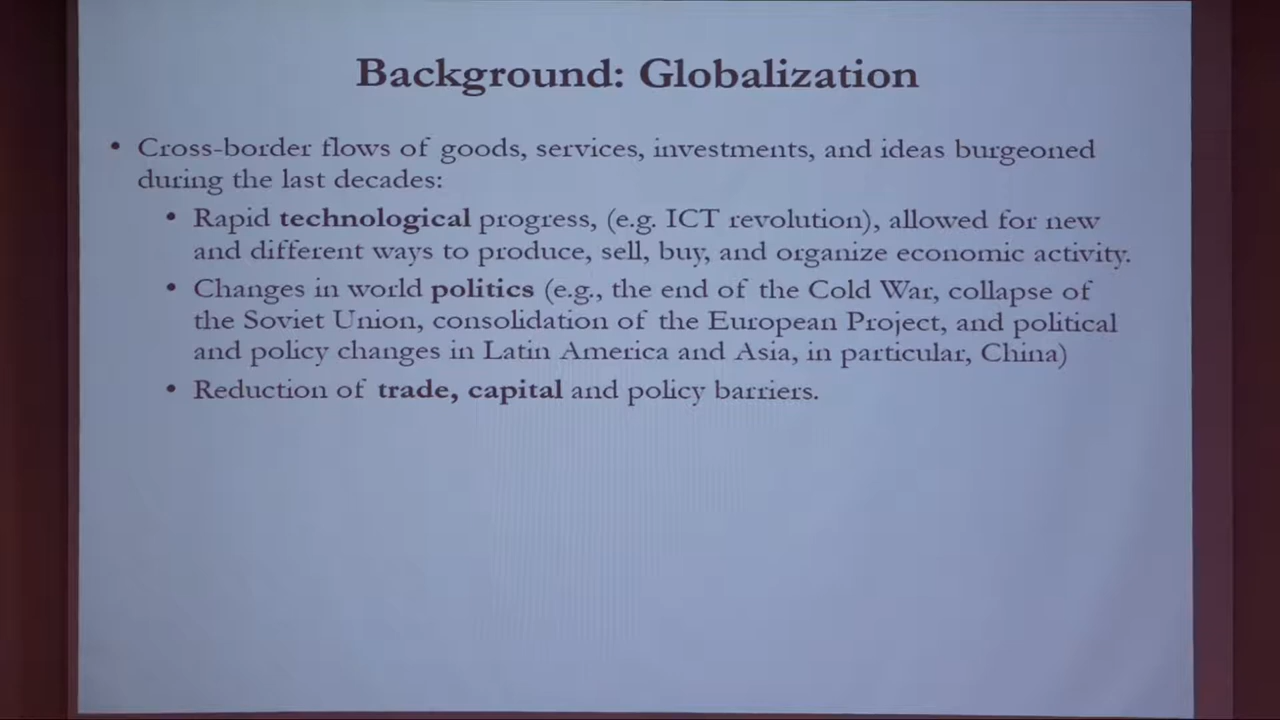 Background: Globalization
• Cross-border flows of goods, services, investments, and ideas burgeoned
during the last decades:
• Rapid technological progress, (e.g. ICT revolution), allowed for new
and different ways to produce, sell, buy, and organize economic activity.
• Changes in world politics (e.g., the end of the Cold War, collapse of
the Soviet Union, consolidation of the European Project, and political
and policy changes in Latin America and Asia, in particular, China)
• Reduction of trade, capital and policy barriers.